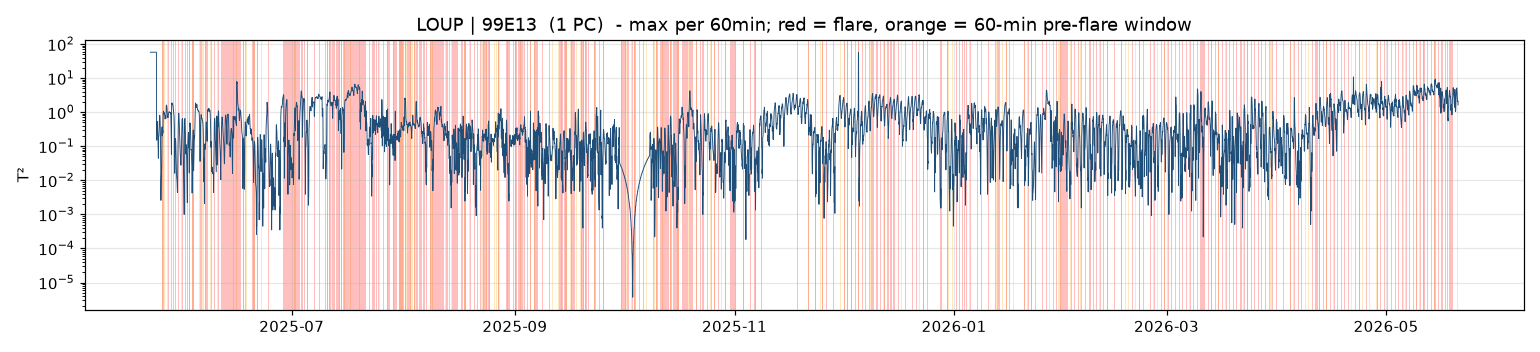 LOUP | 99E13  (1 PC)  - max per 60min; red = flare, orange = 60-min pre-flare window
10²
10¹
10⁰
10⁻¹
10⁻²
10⁻³
10⁻⁴
10⁻⁵
T²
2025-07 2025-09 2025-11 2026-01 2026-03 2026-05